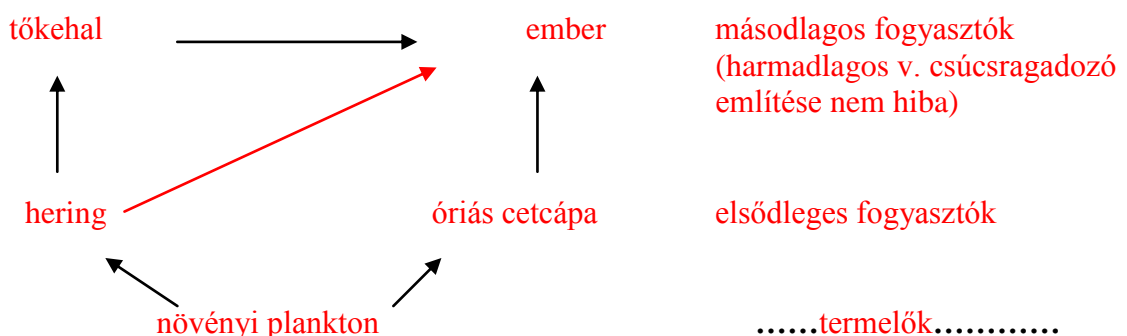 tőkehal ember másodlagos fogyasztók
(harmadlagos v. csúcsragadozó
említése nem hiba)
hering óriás cetcápa elsődleges fogyasztók
növényi plankton ......termelők............